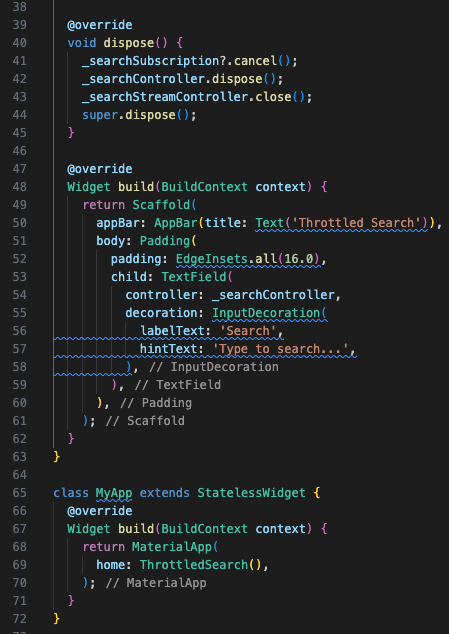 38
39 @override
40 void dispose() {
41 _searchSubscription?.cancel();
42 _searchController.dispose();
43 _searchStreamController.close();
44 super.dispose();
45 }
46
47 @override
48 Widget build(BuildContext context) {
49 return Scaffold(
50 appBar: AppBar(title: Text('Throttled Search')),
51 body: Padding(
52 padding: EdgeInsets.all(16.0),
53 child: TextField(
54 controller: _searchController,
55 decoration: InputDecoration(
56 labelText: 'Search',
57 hintText: 'Type to search...',
58 ), // InputDecoration
59 ), // TextField
60 ), // Padding
61 ); // Scaffold
62 }
63 }
64
65 class MyApp extends StatelessWidget {
66 @override
67 Widget build(BuildContext context) {
68 return MaterialApp(
69 home: ThrottledSearch(),
70 ); // MaterialApp
71 }
72 }